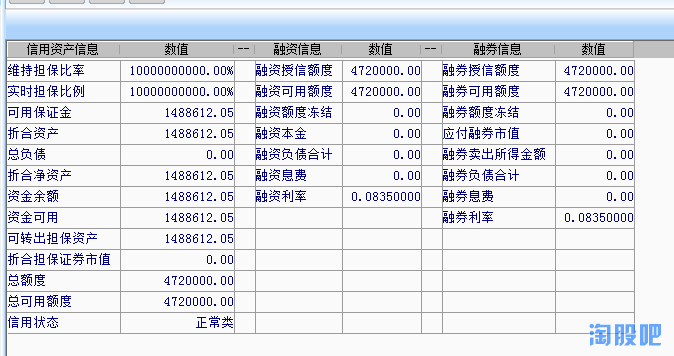 信用资产信息 数值 -- 融资信息 数值 -- 融券信息 数值
维持担保比率 10000000000.00% 融资授信额度 4720000.00 融券授信额度 4720000.00
实时担保比例 10000000000.00% 融资可用额度 4720000.00 融券可用额度 4720000.00
可用保证金 1488612.05 融资额度冻结 0.00 融券额度冻结 0.00
折合资产 1488612.05 融资本金 0.00 应付融券市值 0.00
总负债 0.00 融资负债合计 0.00 融券卖出所得金额 0.00
折合净资产 1488612.05 融资息费 0.00 融券负债合计 0.00
资金余额 1488612.05 融资利率 0.08350000 融券息费 0.00
资金可用 1488612.05 融券利率 0.08350000
可转出担保资产 1488612.05
折合担保证券市值 0.00
总额度 4720000.00
总可用额度 4720000.00
信用状态 正常类
淘股吧